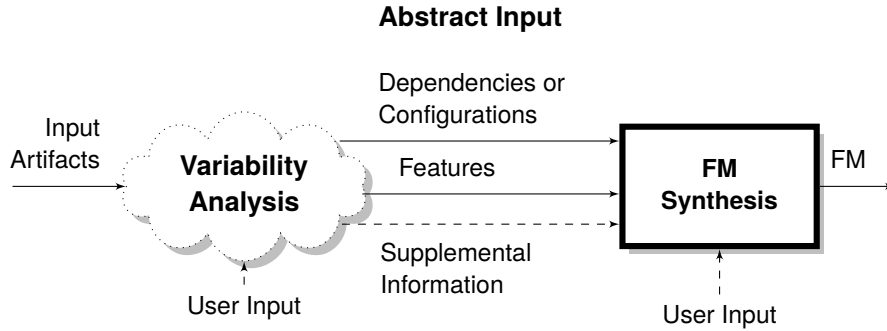 Abstract Input
Dependencies or
Configurations
Input
Artifacts
Variability
Analysis
Features
FM
Synthesis
FM
Supplemental
Information
User Input
User Input